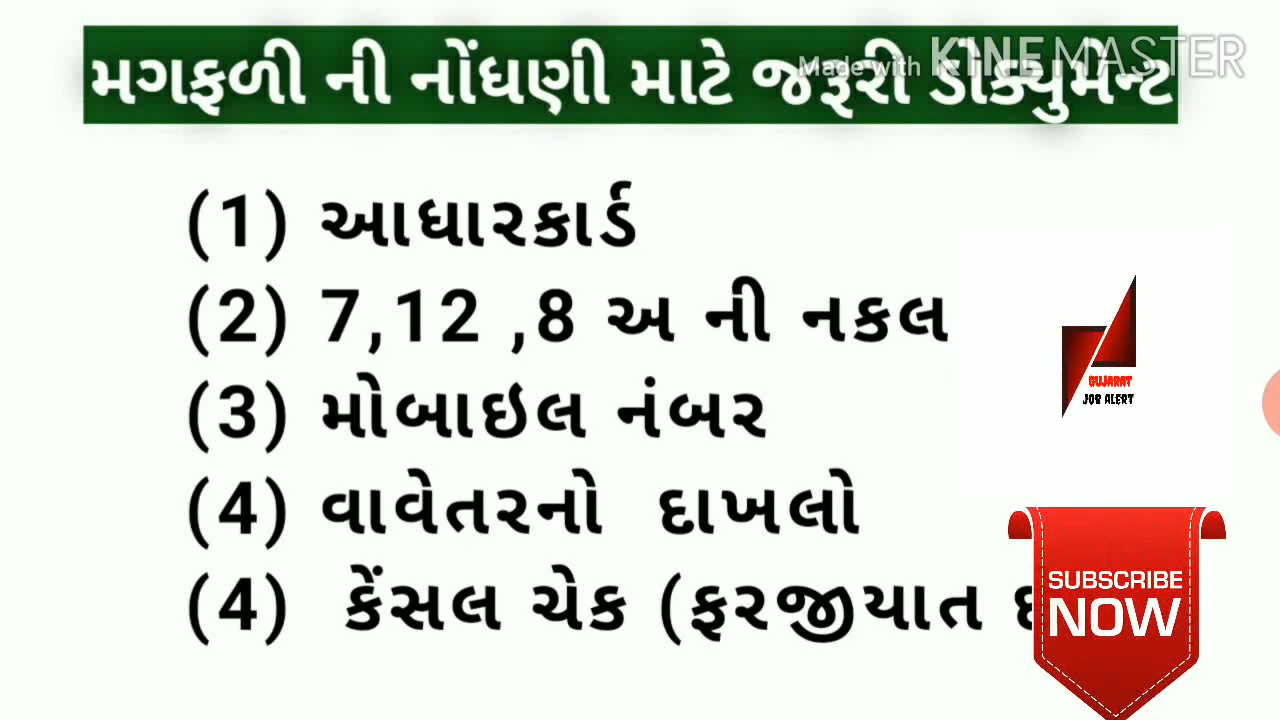 મગફળી ની નોંધણી માટે જરૂરી ડોક્યુમેન્ટ
Made with KINEMASTER
(1) આધારકાર્ડ
(2) 7,12 ,8 અ ની નકલ
(3) મોબાઇલ નંબર
(4) વાવેતરનો દાખલો
(4) કેંસલ ચેક (ફરજીયાત
GUJARAT
JOB ALERT
SUBSCRIBE
NOW